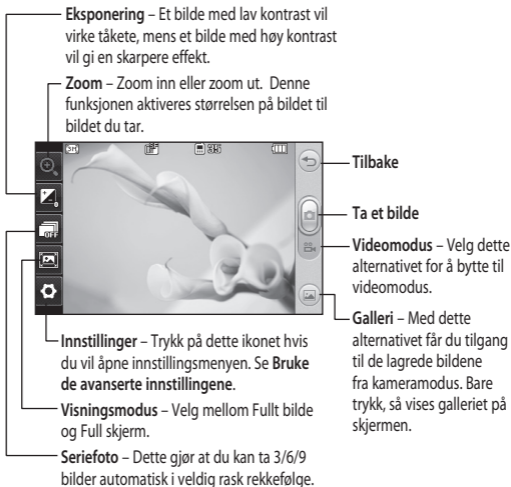 Eksponering – Et bilde med lav kontrast vil
virke tåkete, mens et bilde med høy kontrast
vil gi en skarpere effekt.
Zoom – Zoom inn eller zoom ut. Denne
funksjonen aktiveres størrelsen på bildet til
bildet du tar.
3M
OFF
Tilbake
Ta et bilde
Videomodus – Velg dette
alternativet for å bytte til
videomodus.
Galleri – Med dette
alternativet får du tilgang
til de lagrede bildene
fra kameramodus. Bare
trykk, så vises galleriet på
skjermen.
Innstillinger – Trykk på dette ikonet hvis
du vil åpne innstillingsmenyen. Se Bruke
de avanserte innstillingene.
Visningsmodus – Velg mellom Fullt bilde
og Full skjerm.
Seriefoto – Dette gjør at du kan ta 3/6/9
bilder automatisk i veldig rask rekkefølge.